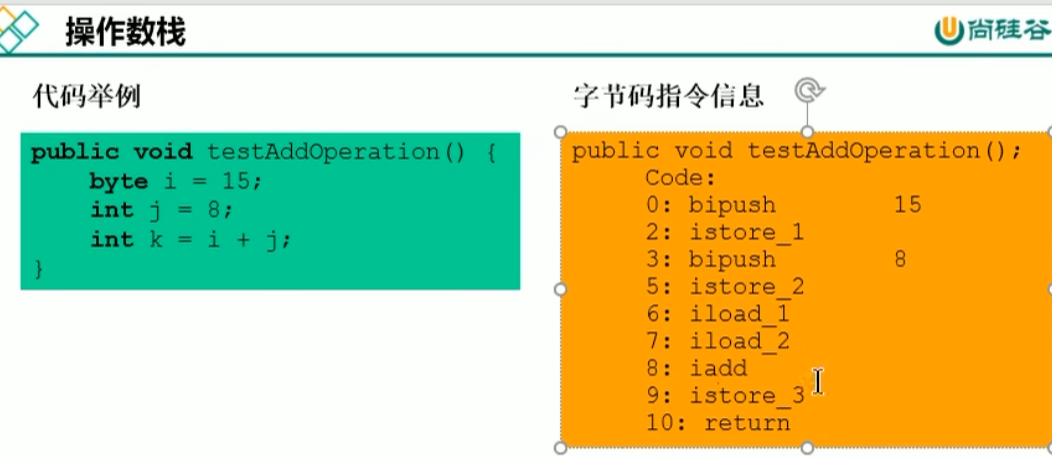 操作数栈
尚硅谷
代码举例
public void testAddOperation() {
    byte i = 15;
    int j = 8;
    int k = i + j;
}
字节码指令信息
public void testAddOperation();
Code:
0: bipush 15
2: istore_1
3: bipush 8
5: istore_2
6: iload_1
7: iload_2
8: iadd
9: istore_3
10: return